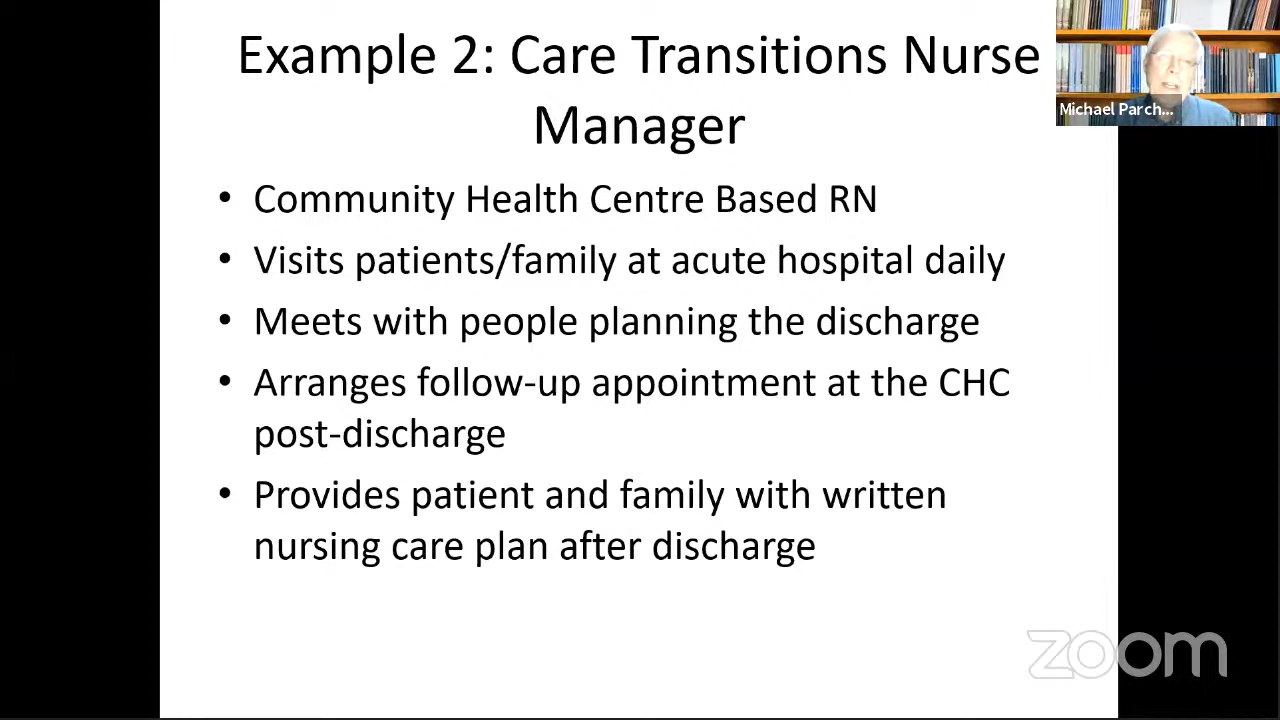 Example 2: Care Transitions Nurse
Manager
Michael Parch...
• Community Health Centre Based RN
• Visits patients/family at acute hospital daily
• Meets with people planning the discharge
• Arranges follow-up appointment at the CHC
post-discharge
• Provides patient and family with written
nursing care plan after discharge
zoom